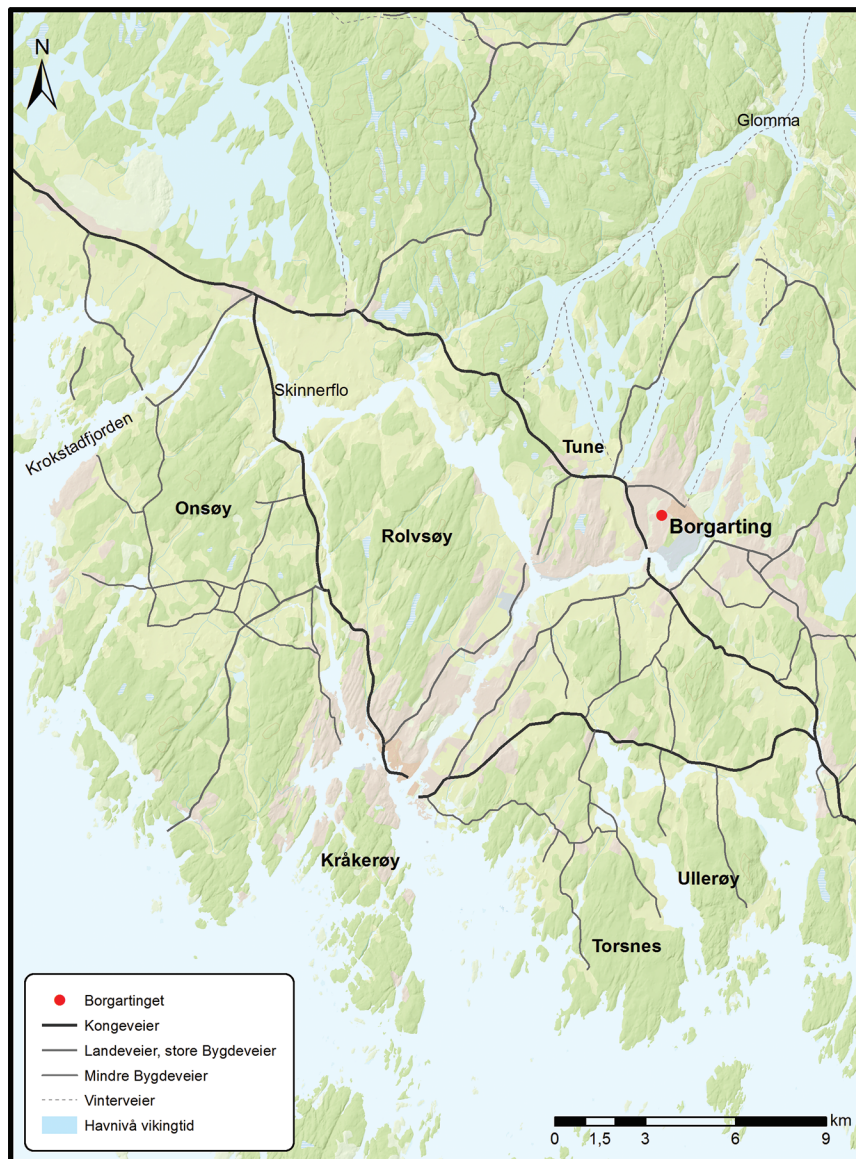 N
Glomma
Skinnerflo
Krokstadfjorden
Tune
Onsøy
Borgarting
Rolvsøy
Kråkerøy
Ullerøy
Torsnes
Borgartinget
Kongeveier
Landeveier, store Bygdeveier
Mindre Bygdeveier
Vinterveier
Havnivå vikingtid
km
0 1,5 3 6 9